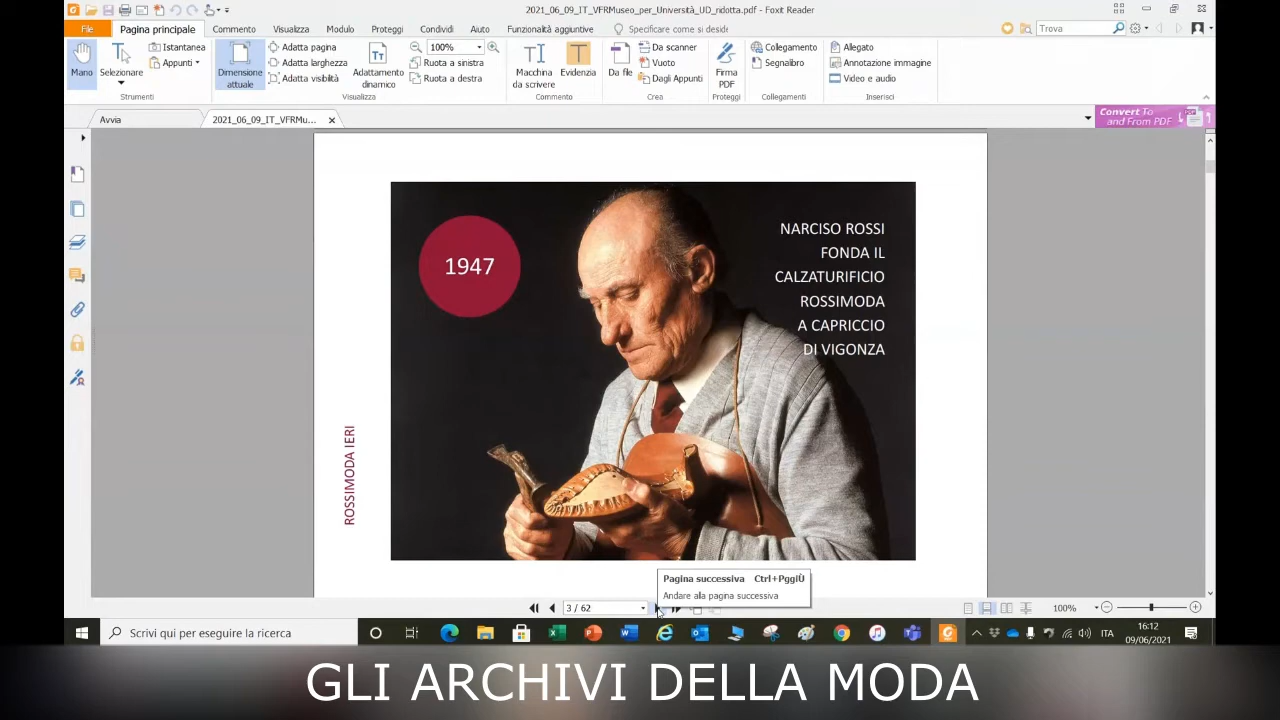 2021_06_09_IT_VFRMuseo_per_Università_UD_ridotta.pdf - Foxit Reader
File
Pagina principale
Commento
Visualizza
Modulo
Proteggi
Condividi
Aiuto
Funzionalità aggiuntive
Specificare come si deside
Trova
Mano
Selezionare
Istantanea
Appunti
Strumenti
Dimensione
attuale
Adatta pagina
Adatta larghezza
Adatta visibilità
Adattamento
dinamico
100%
Ruota a sinistra
Ruota a destra
Visualizza
Macchina
da scrivere
Evidenzia
Commento
Da file
Da scanner
Vuoto
Dagli Appunti
Crea
Firma
PDF
Proteggi
Collegamento
Segnalibro
Collegamenti
Allegato
Annotazione immagine
Video e audio
Inserisci
Avvia
2021_06_09_IT_VFRMu...
Convert To
and From PDF
1947
NARCISO ROSSI
FONDA IL
CALZATURIFICIO
ROSSIMODA
A CAPRICCIO
DI VIGONZA
ROSSIMODA IERI
Pagina successiva Ctrl+PggiÙ
Andare alla pagina successiva
3 / 62
100%
Scrivi qui per eseguire la ricerca
ITA
16:12
09/06/2021
GLI ARCHIVI DELLA MODA